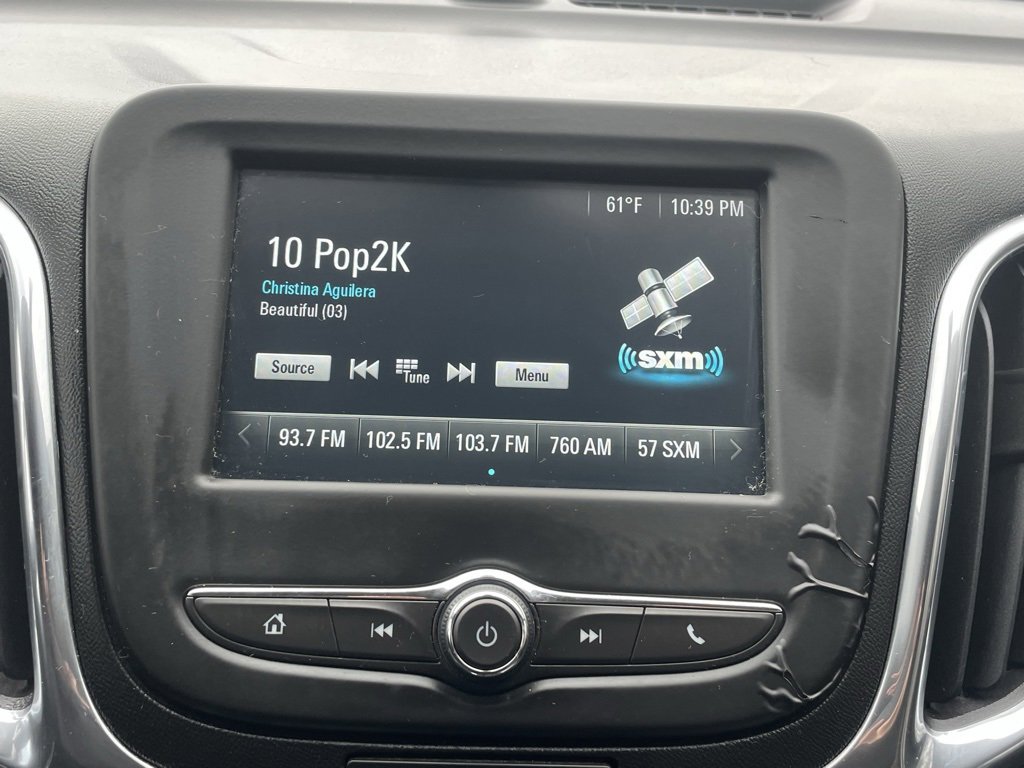 61°F 10:39 PM
10 Pop2K
Christina Aguilera
Beautiful (03)
Source Tune Menu
sxm
93.7 FM 102.5 FM 103.7 FM 760 AM 57 SXM